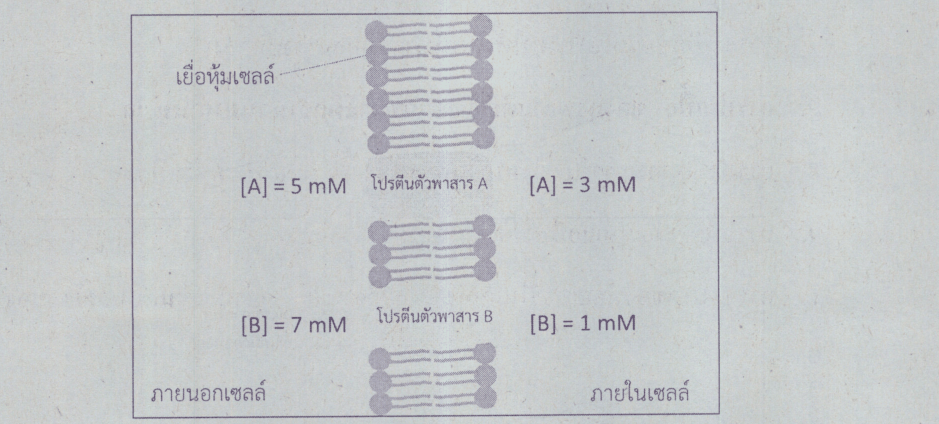 เยื่อหุ้มเซลล์
[A] = 5 mM โปรตีนตัวพาสาร A [A] = 3 mM
[B] = 7 mM โปรตีนตัวพาสาร B [B] = 1 mM
ภายนอกเซลล์ ภายในเซลล์